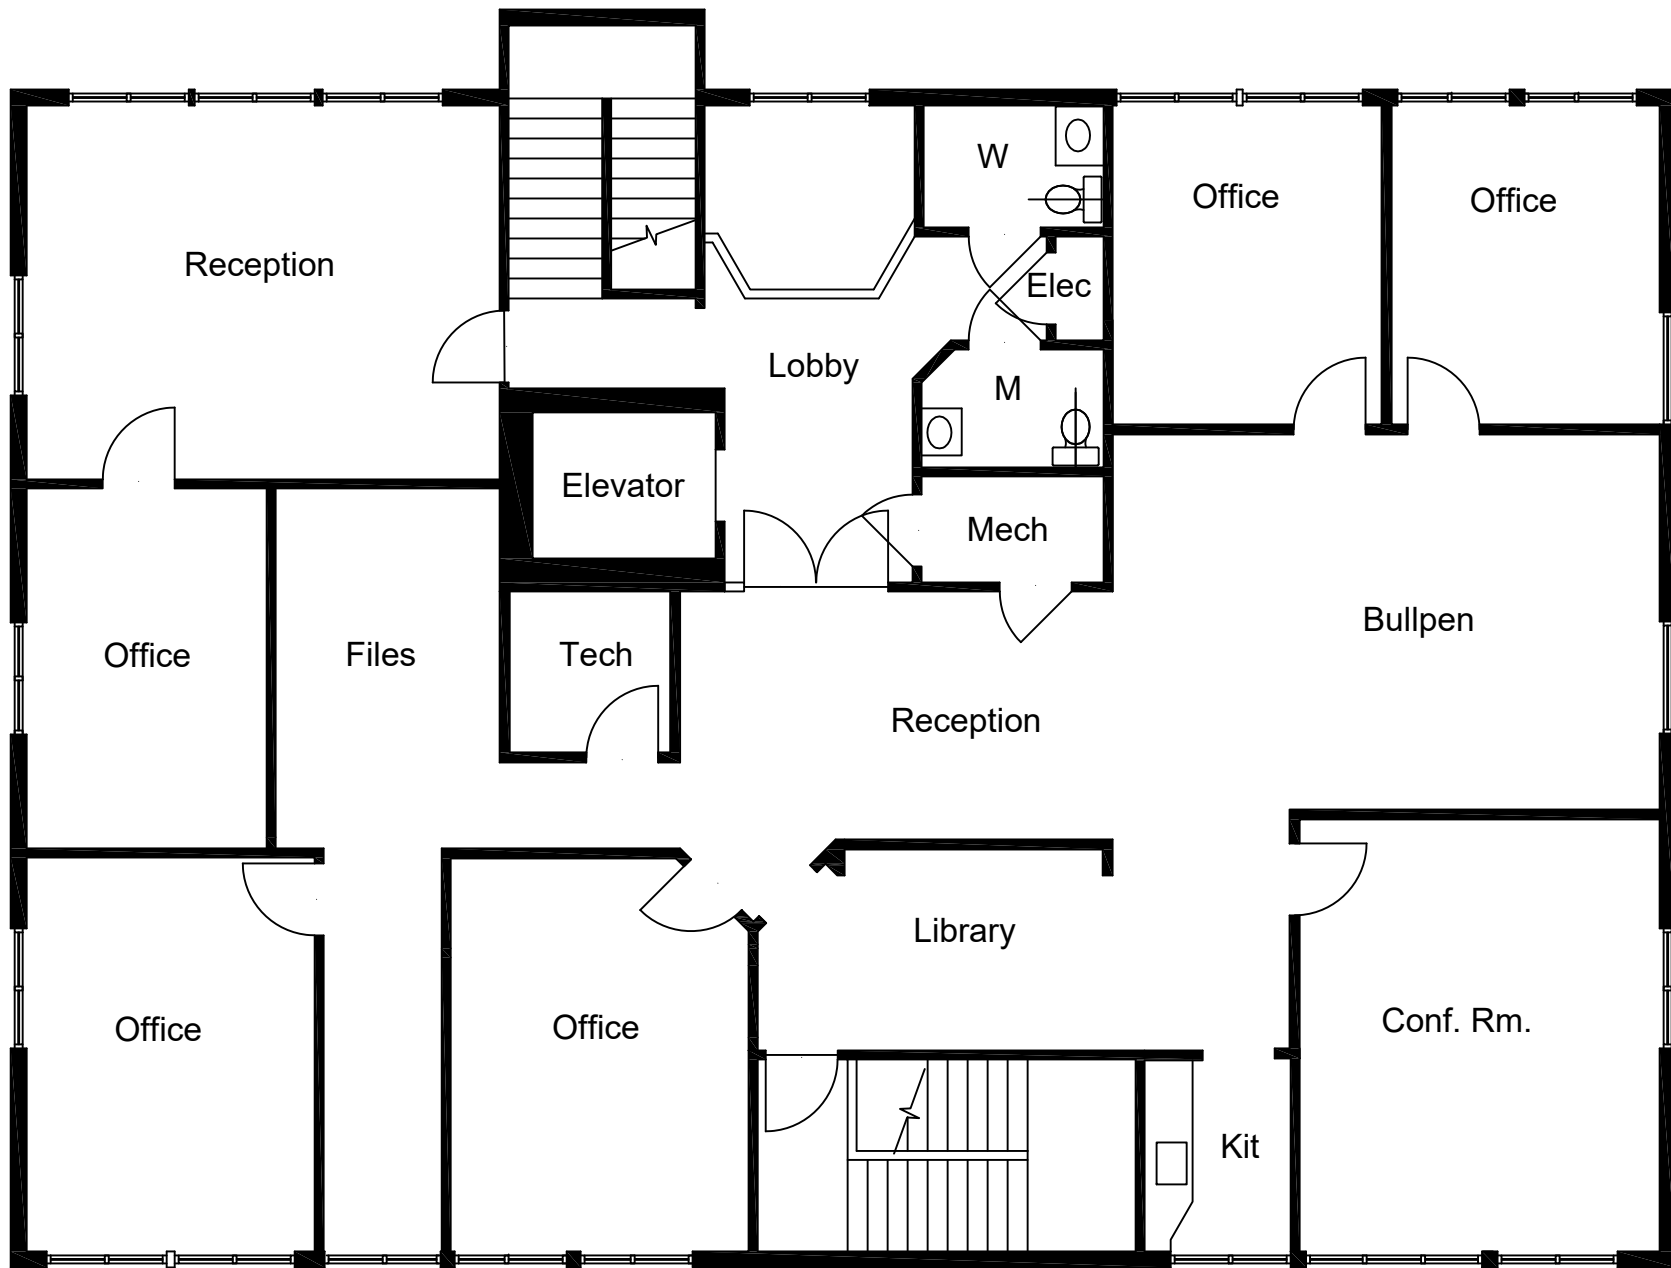 W
Office
Office
Reception
Elec
Lobby
M
Elevator
Mech
Bullpen
Office
Files
Tech
Reception
Library
Office
Office
Conf. Rm.
Kit